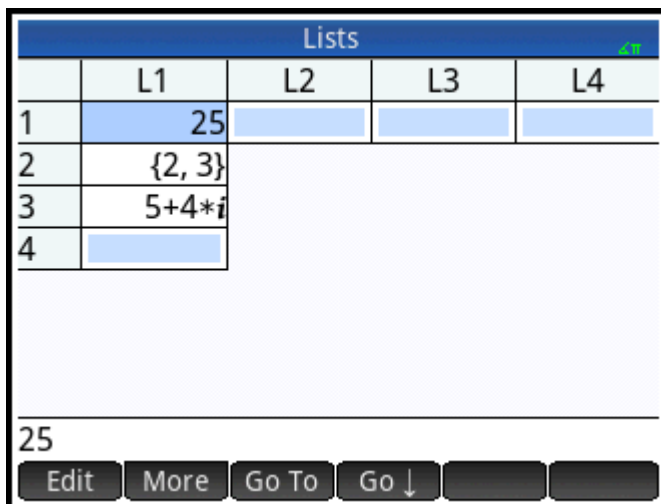 Lists
∡π
L1 L2 L3 L4
1 25
2 {2, 3}
3 5+4*i
4
25
Edit More Go To Go ↓